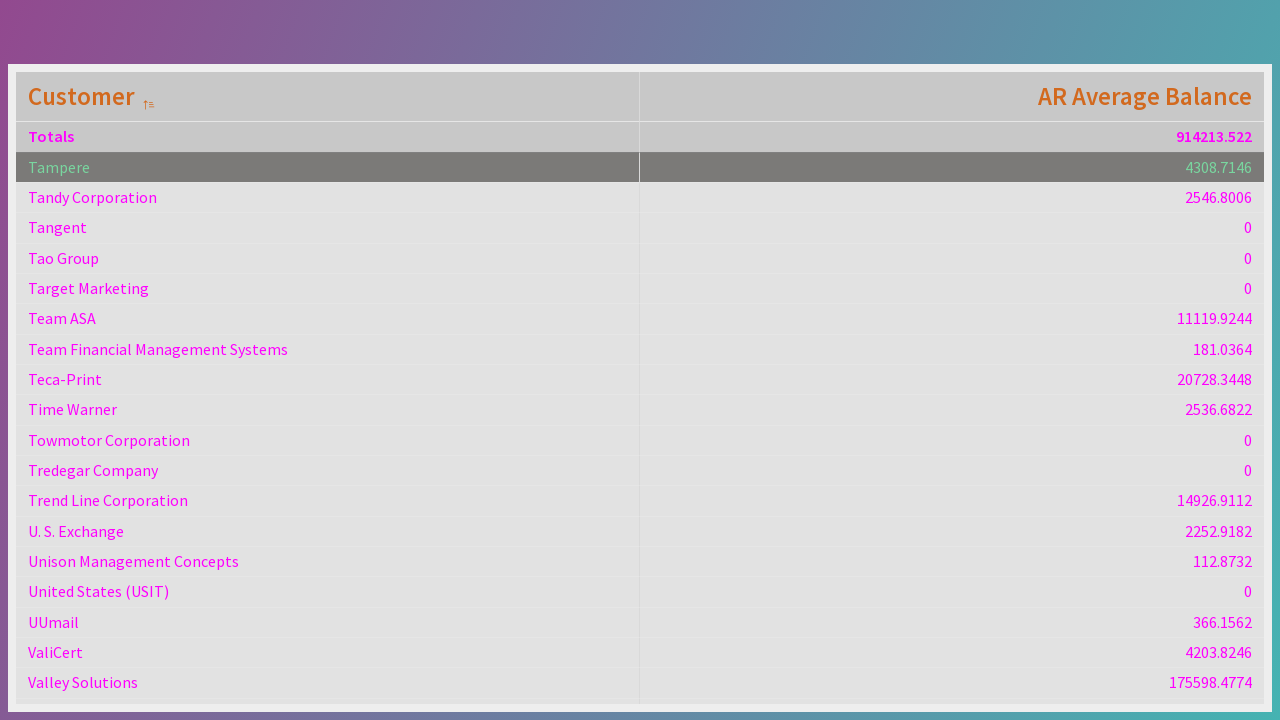 Customer AR Average Balance
Totals 914213.522
Tampere 4308.7146
Tandy Corporation 2546.8006
Tangent 0
Tao Group 0
Target Marketing 0
Team ASA 11119.9244
Team Financial Management Systems 181.0364
Teca-Print 20728.3448
Time Warner 2536.6822
Towmotor Corporation 0
Tredegar Company 0
Trend Line Corporation 14926.9112
U. S. Exchange 2252.9182
Unison Management Concepts 112.8732
United States (USIT) 0
UUmail 366.1562
ValiCert 4203.8246
Valley Solutions 175598.4774